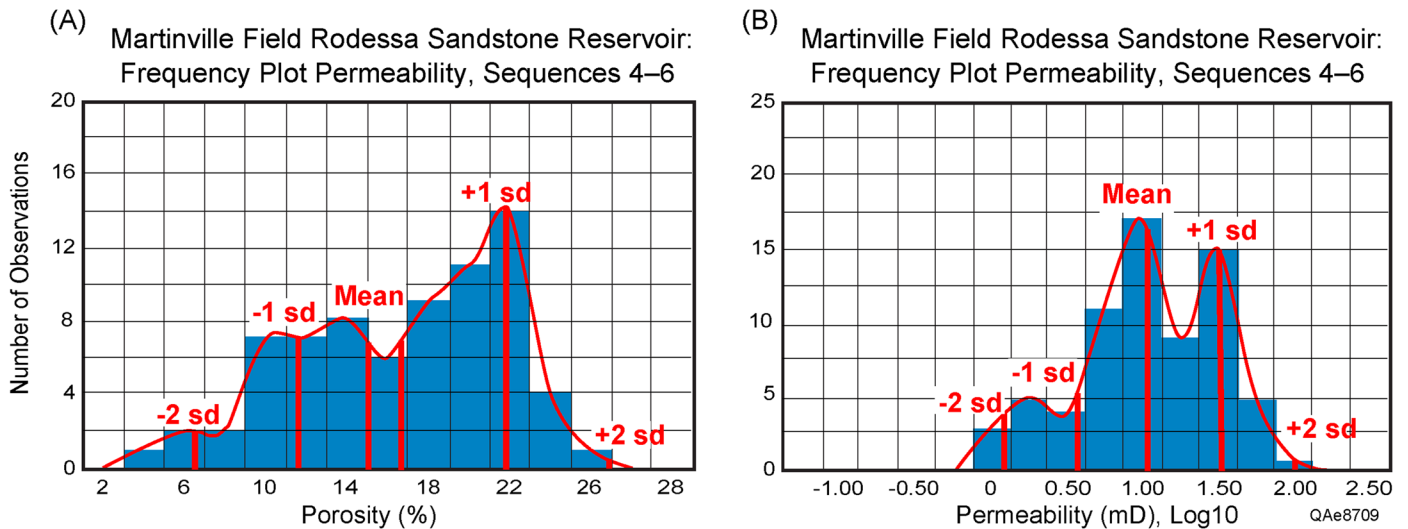 (A)
Martinville Field Rodessa Sandstone Reservoir:
Frequency Plot Permeability, Sequences 4–6
20
16
12
8
4
0
Number of Observations
+1 sd
Mean
-1 sd
-2 sd
+2 sd
2 6 10 14 18 22 26 28
Porosity (%)
(B)
Martinville Field Rodessa Sandstone Reservoir:
Frequency Plot Permeability, Sequences 4–6
25
20
15
10
5
0
Mean
+1 sd
-1 sd
-2 sd
+2 sd
-1.00 -0.50 0 0.50 1.00 1.50 2.00 2.50
Permeability (mD), Log10
QAe8709